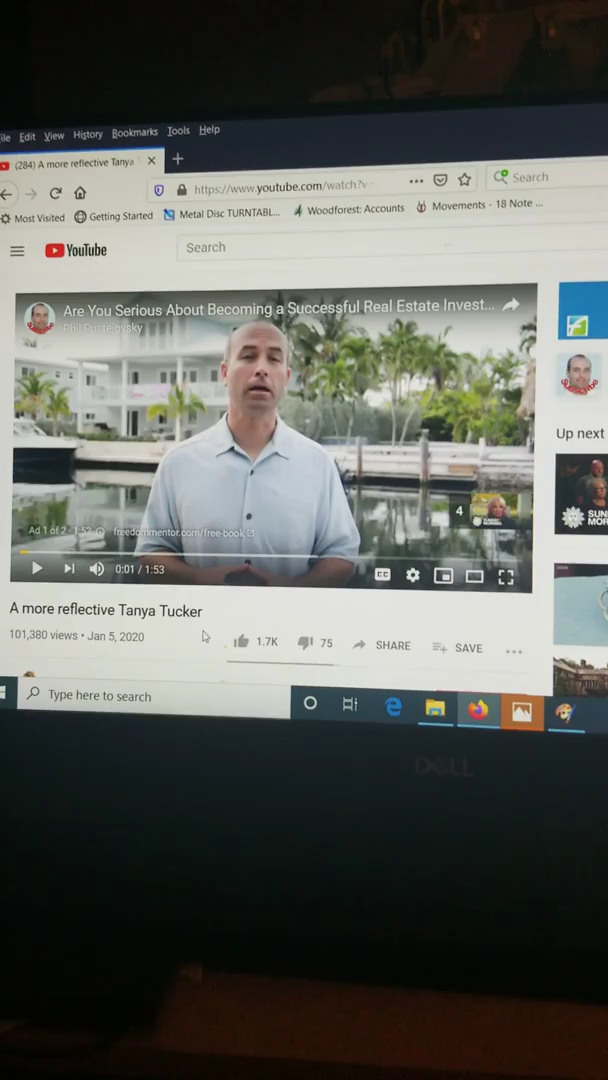 ile Edit View History Bookmarks Tools Help
(284) A more reflective Tanya
https://www.youtube.com/watch?v
Search
Most Visited Getting Started Metal Disc TURNTABL... Woodforest: Accounts Movements - 18 Note ...
YouTube
Search
Are You Serious About Becoming a Successful Real Estate Invest...
Phil Pustejovsky
SUBSCRIBE
Up next
4
Ad 1 of 2 · 1:52 freedommentor.com/free-book
SUN
MOR
0:01 / 1:53
CC
A more reflective Tanya Tucker
101,380 views • Jan 5, 2020
1.7K 75 SHARE SAVE
Type here to search
DELL